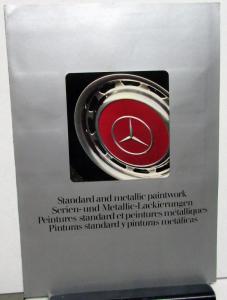 Standard and metallic paintwork
Serien- und Metallic-Lackierungen
Peintures standard et peintures métalliques
Pinturas standard y pinturas metálicas